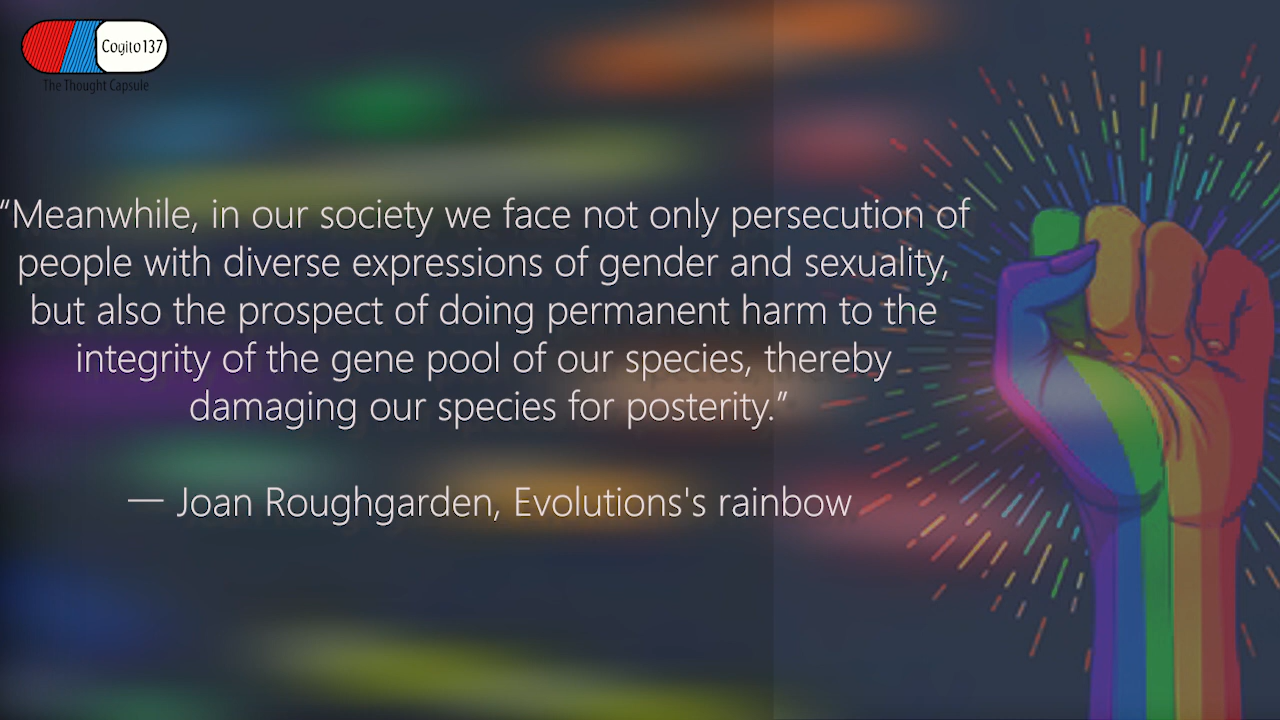 Cogito137
The Thought Capsule
“Meanwhile, in our society we face not only persecution of
people with diverse expressions of gender and sexuality,
but also the prospect of doing permanent harm to the
integrity of the gene pool of our species, thereby
damaging our species for posterity.”
— Joan Roughgarden, Evolutions's rainbow